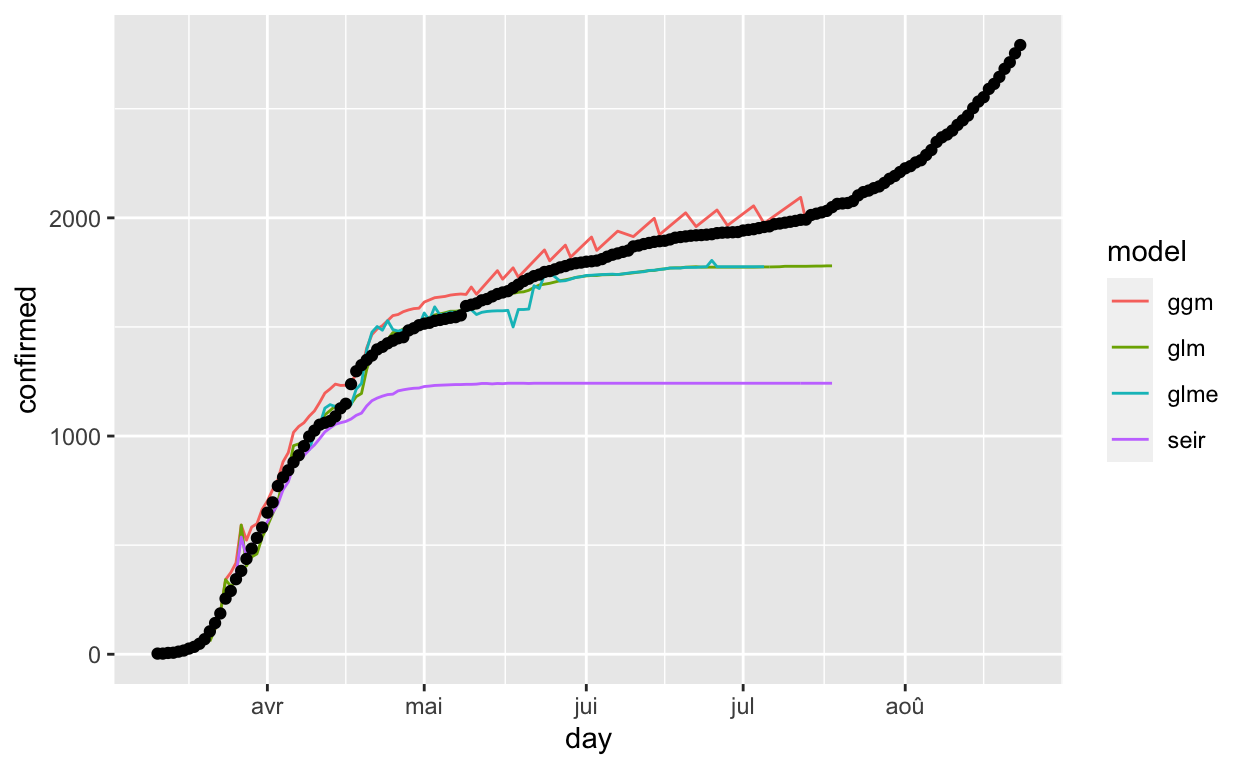 confirmed
2000
1000
0
avr mai jui jul aoû
day
model
ggm
glm
glme
seir